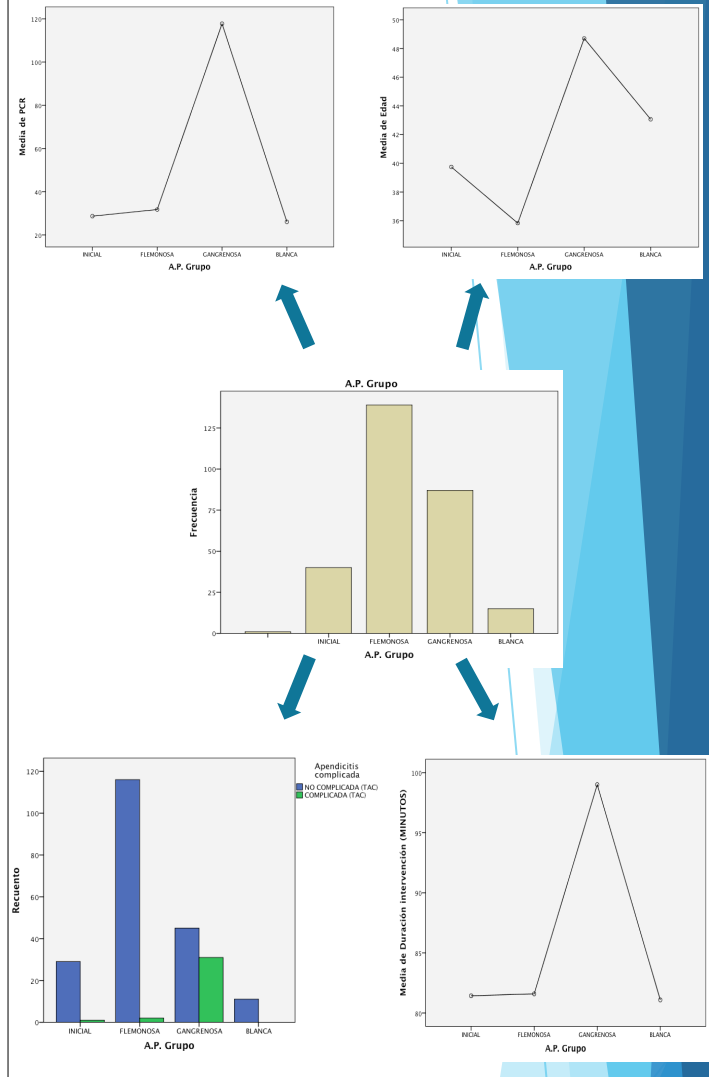 Media de PCR
120
100
80
60
40
20
INICIAL FLEMONOSA GANGRENOSA BLANCA
A.P. Grupo
Media de Edad
50
48
46
44
42
40
38
36
INICIAL FLEMONOSA GANGRENOSA BLANCA
A.P. Grupo
A.P. Grupo
Frecuencia
125
100
75
50
25
0
INICIAL FLEMONOSA GANGRENOSA BLANCA
A.P. Grupo
Recuento
120
100
80
60
40
20
0
INICIAL FLEMONOSA GANGRENOSA BLANCA
A.P. Grupo
Apendicitis
complicada
NO COMPLICADA (TAC)
COMPLICADA (TAC)
Media de Duración intervención (MINUTOS)
100
95
90
85
80
INICIAL FLEMONOSA GANGRENOSA BLANCA
A.P. Grupo